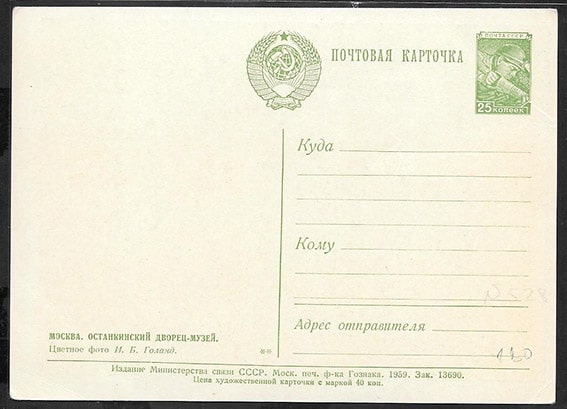 ПОЧТОВАЯ КАРТОЧКА
ПОЧТА СССР
25 КОПЕЕК
Куда
Кому
Адрес отправителя
МОСКВА. ОСТАНКИНСКИЙ ДВОРЕЦ-МУЗЕЙ.
Цветное фото И. Б. Голанд.
Издание Министерства связи СССР. Моск. печ. ф-ка Гознака. 1959. Зак. 13690.
Цена художественной карточки с маркой 40 коп.